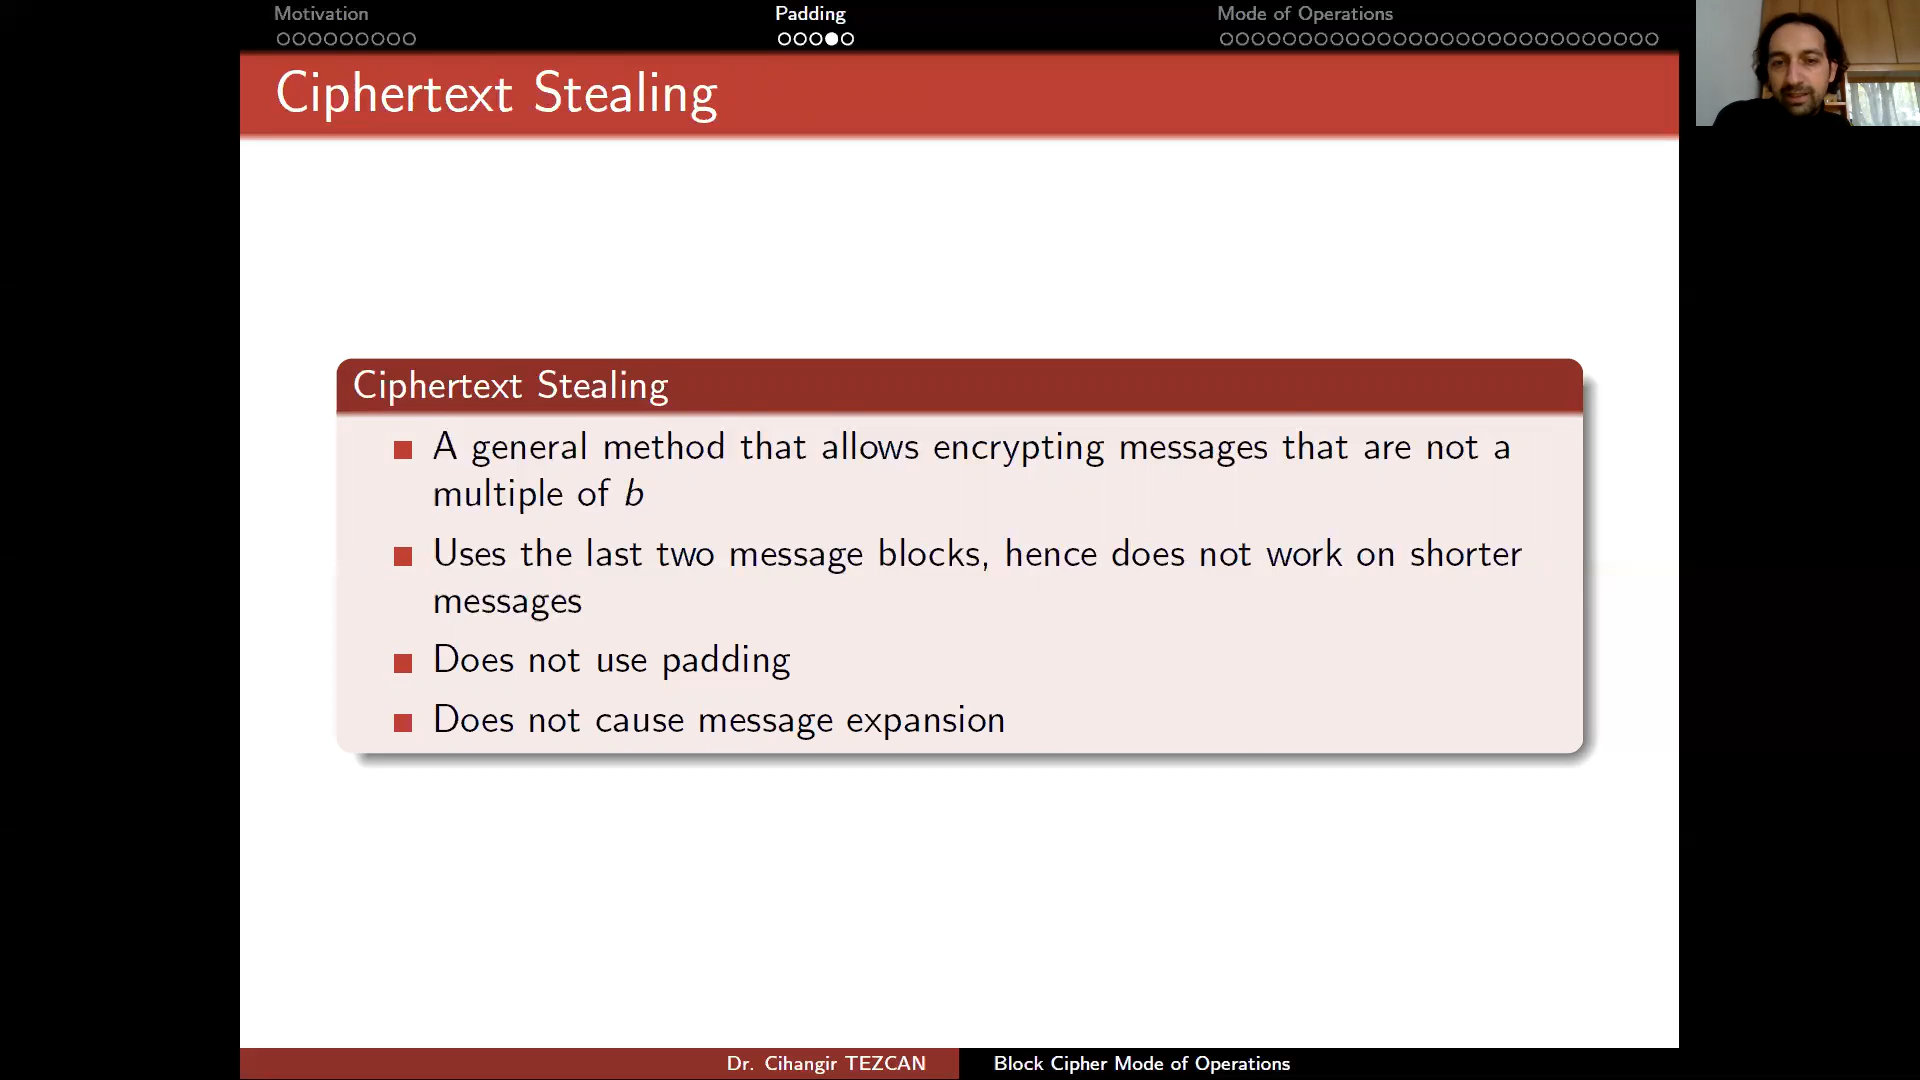 Motivation
Padding
Mode of Operations
Ciphertext Stealing
Ciphertext Stealing
A general method that allows encrypting messages that are not a
multiple of b
Uses the last two message blocks, hence does not work on shorter
messages
Does not use padding
Does not cause message expansion
Dr. Cihangir TEZCAN
Block Cipher Mode of Operations